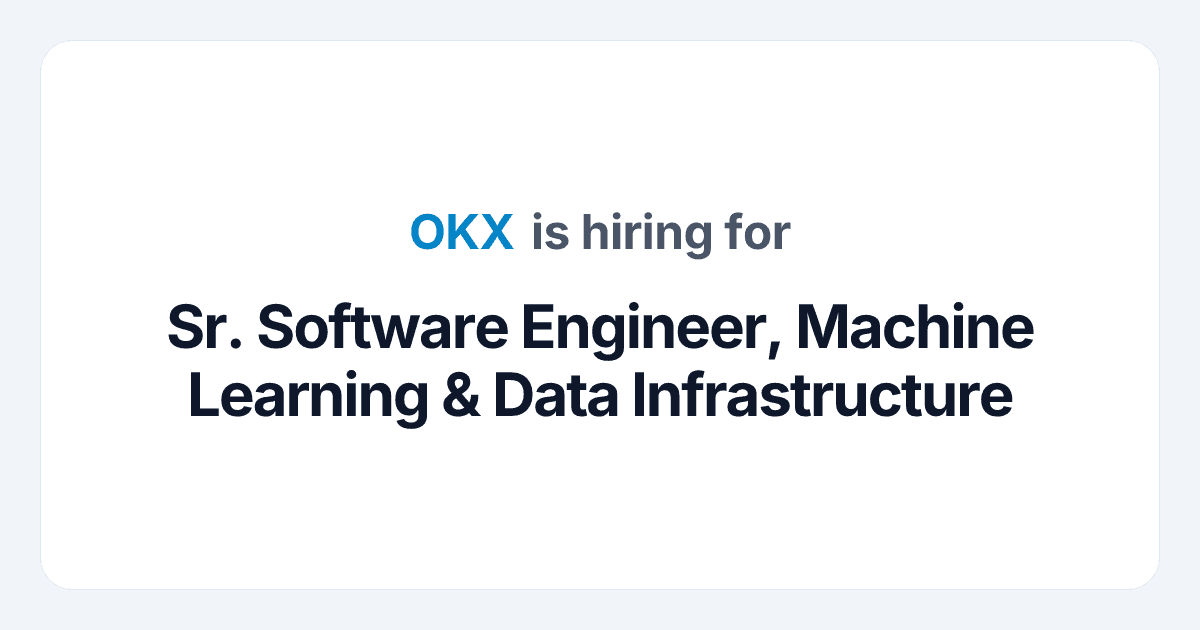 OKX is hiring for
Sr. Software Engineer, Machine
Learning & Data Infrastructure